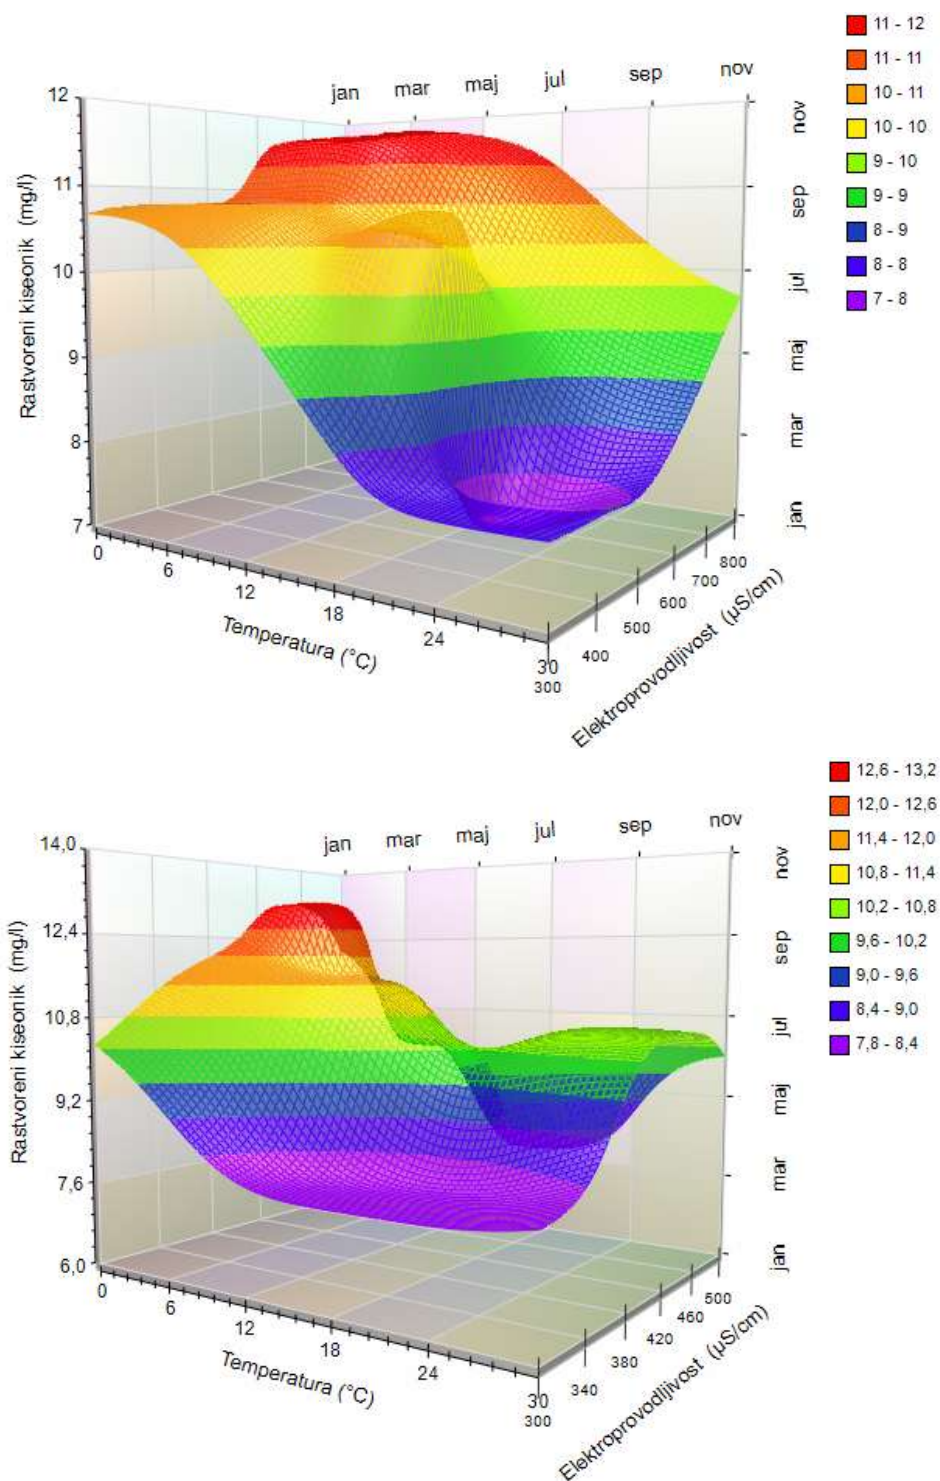 11 - 12
11 - 11
10 - 11
10 - 10
9 - 10
9 - 9
8 - 9
8 - 8
7 - 8
jan mar maj jul sep nov
nov
sep
jul
maj
mar
jan
12
11
10
9
8
7
Rastvoreni kiseonik (mg/l)
0
6
12
18
24
30
Temperatura (°C)
300
400
500
600
700
800
Elektroprovodljivost (µS/cm)
12,6 - 13,2
12,0 - 12,6
11,4 - 12,0
10,8 - 11,4
10,2 - 10,8
9,6 - 10,2
9,0 - 9,6
8,4 - 9,0
7,8 - 8,4
jan mar maj jul sep nov
nov
sep
jul
maj
mar
jan
14,0
12,4
10,8
9,2
7,6
6,0
Rastvoreni kiseonik (mg/l)
0
6
12
18
24
30
Temperatura (°C)
300
340
380
420
460
500
Elektroprovodljivost (µS/cm)